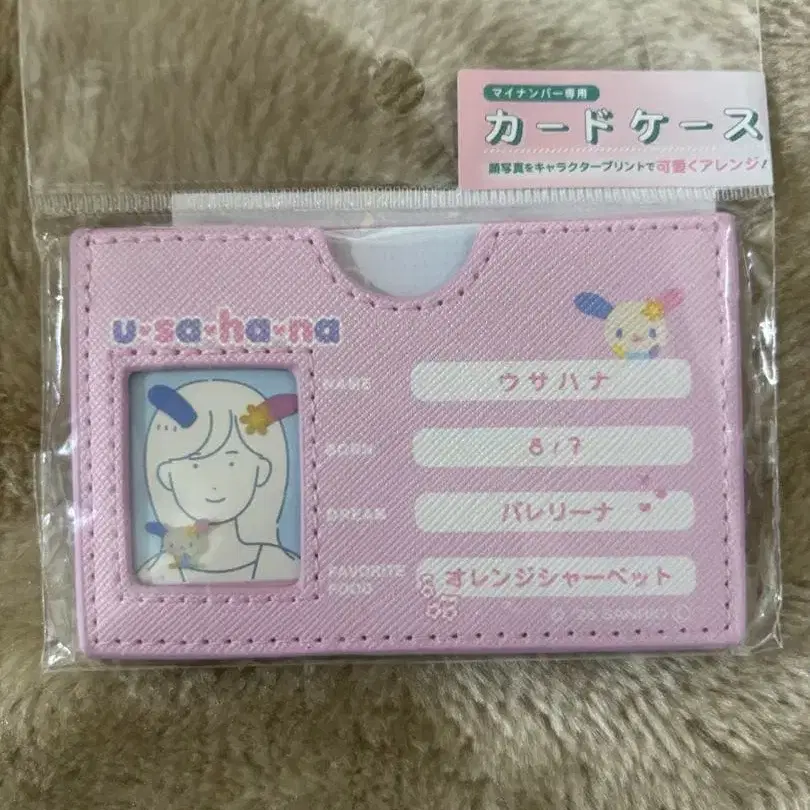 マイナンバー専用
カードケース
顔写真をキャラクタープリントで可愛くアレンジ!
u・sa・ha・na
NAME ウサハナ
BORN 8/7
DREAM バレリーナ
FAVORITE FOOD オレンジシャーベット
SANRIO